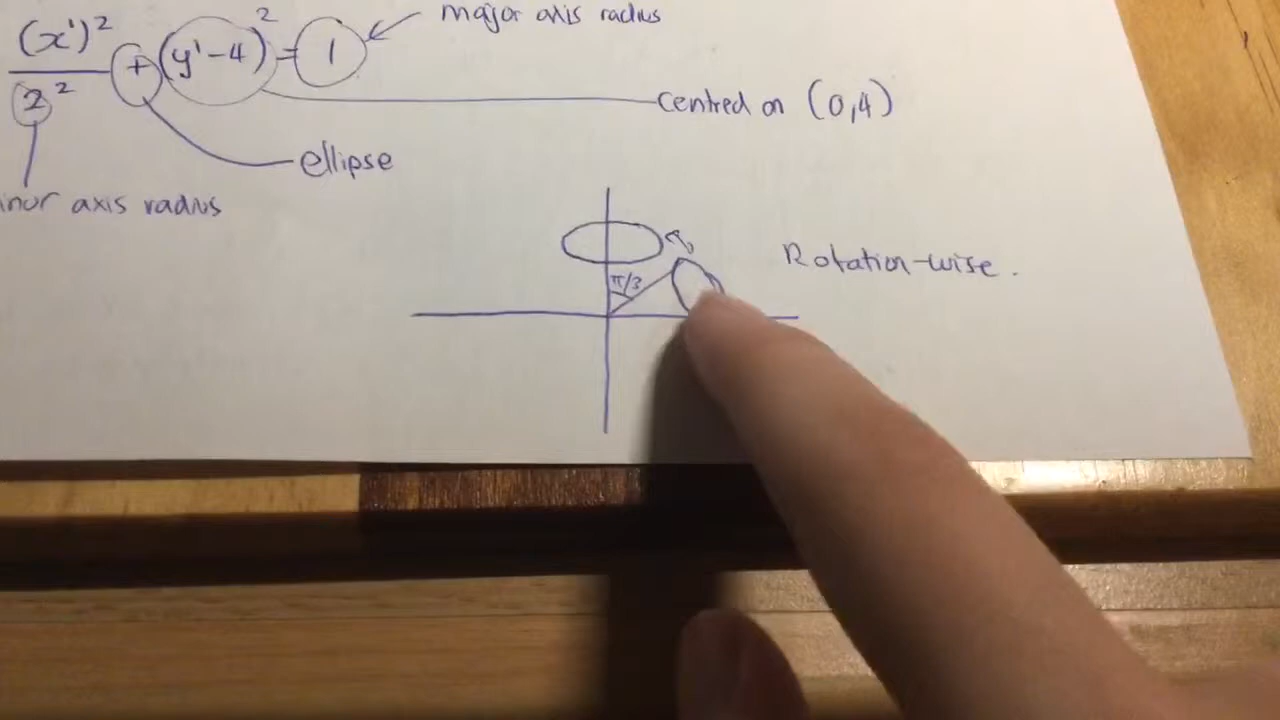 major axis radius
(x')² / 2² + (y'-4)² = 1
centred on (0,4)
ellipse
inor axis radius
π/3
Rotation-wise.